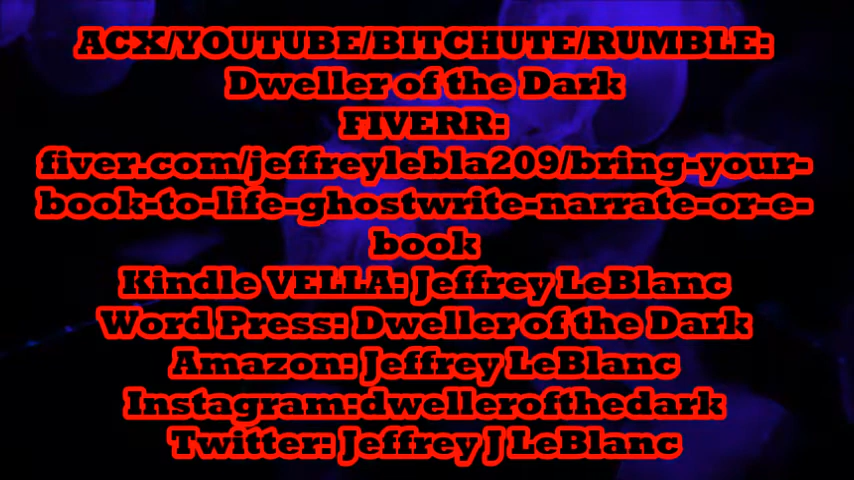 ACX/YOUTUBE/BITCHUTE/RUMBLE:
Dweller of the Dark
FIVERR:
fiver.com/jeffreylebla209/bring-your-
book-to-life-ghostwrite-narrate-or-e-
book
Kindle VELLA: Jeffrey LeBlanc
Word Press: Dweller of the Dark
Amazon: Jeffrey LeBlanc
Instagram:dwellerofthedark
Twitter: Jeffrey J LeBlanc